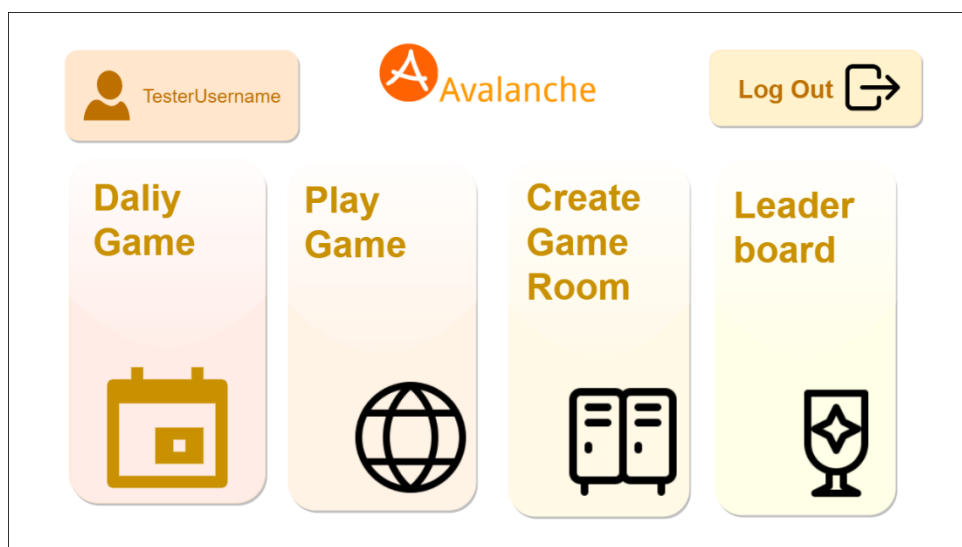 TesterUsername
Avalanche
Log Out
Daliy
Game
Play
Game
Create
Game
Room
Leader
board